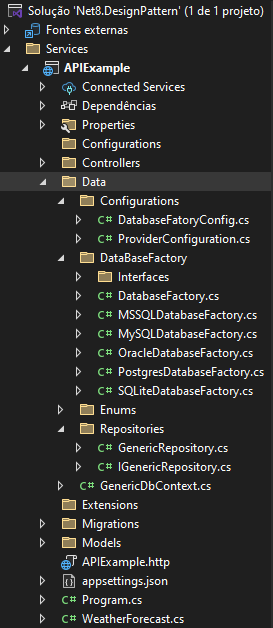 Solução 'Net8.DesignPattern' (1 de 1 projeto)
Fontes externas
Services
APIExample
Connected Services
Dependências
Properties
Configurations
Controllers
Data
Configurations
C# DatabaseFatoryConfig.cs
C# ProviderConfiguration.cs
DataBaseFactory
Interfaces
C# DatabaseFactory.cs
C# MSSQLDatabaseFactory.cs
C# MySQLDatabaseFactory.cs
C# OracleDatabaseFactory.cs
C# PostgresDatabaseFactory.cs
C# SQLiteDatabaseFactory.cs
Enums
Repositories
C# GenericRepository.cs
C# IGenericRepository.cs
C# GenericDbContext.cs
Extensions
Migrations
Models
APIExample.http
appsettings.json
C# Program.cs
C# WeatherForecast.cs